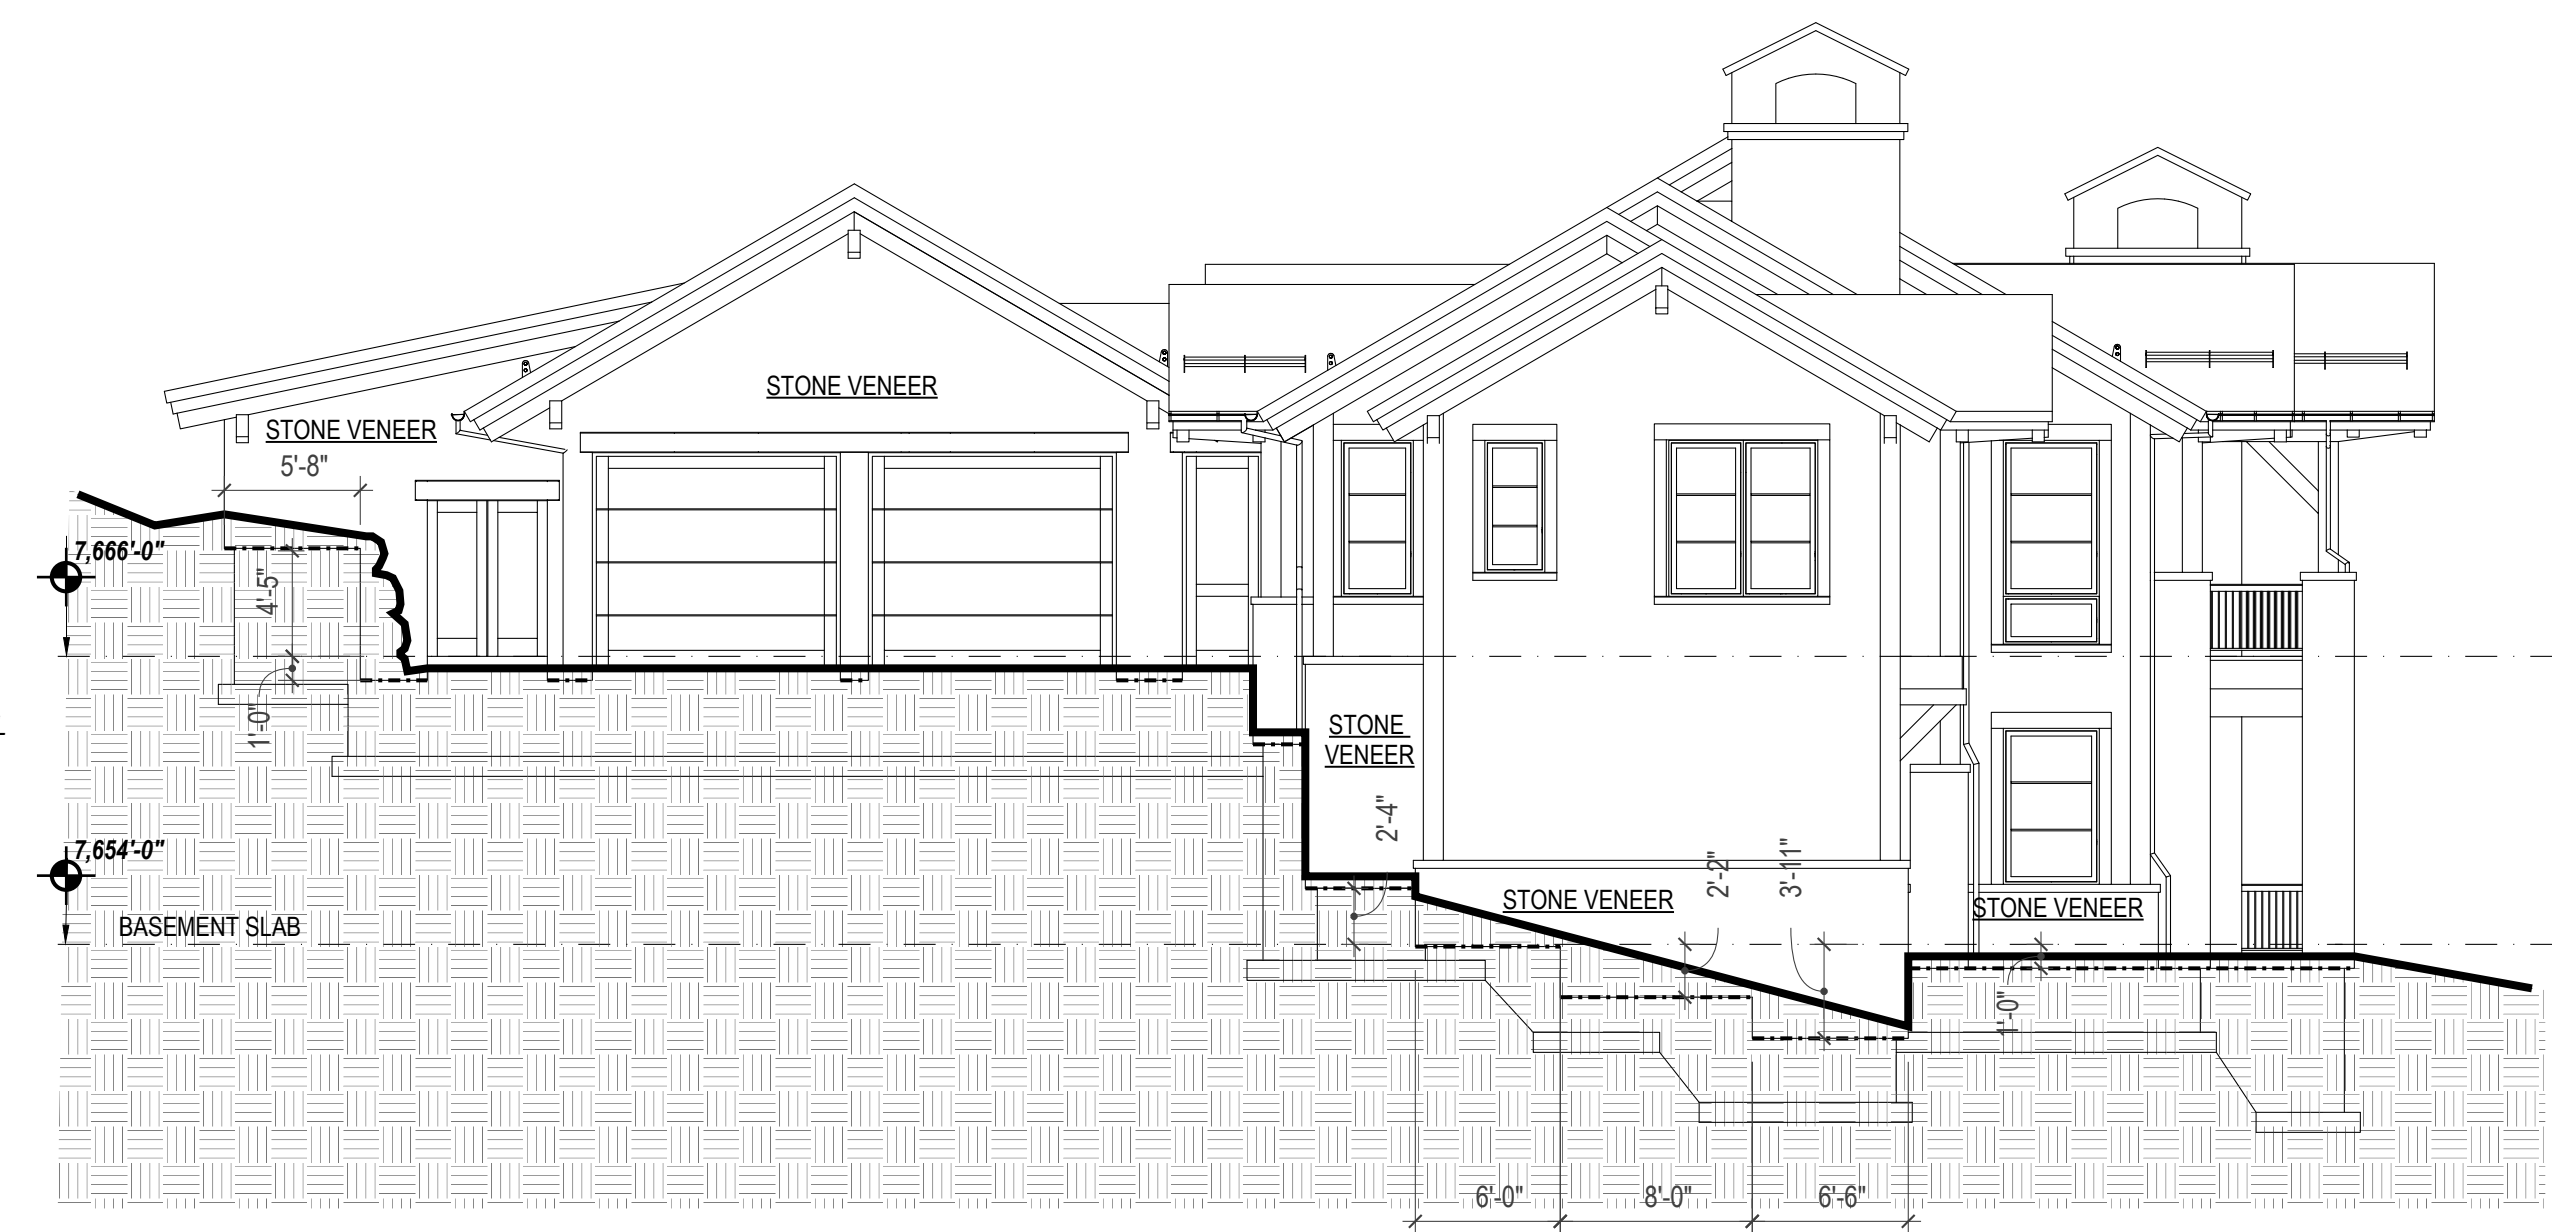 STONE VENEER
STONE VENEER
5'-8"
7,666'-0"
4'-5"
1'-0"
STONE
VENEER
2'-4"
7,654'-0"
2'-2"
3'-11"
STONE VENEER
STONE VENEER
BASEMENT SLAB
1'-0"
6'-0"
8'-0"
6'-6"